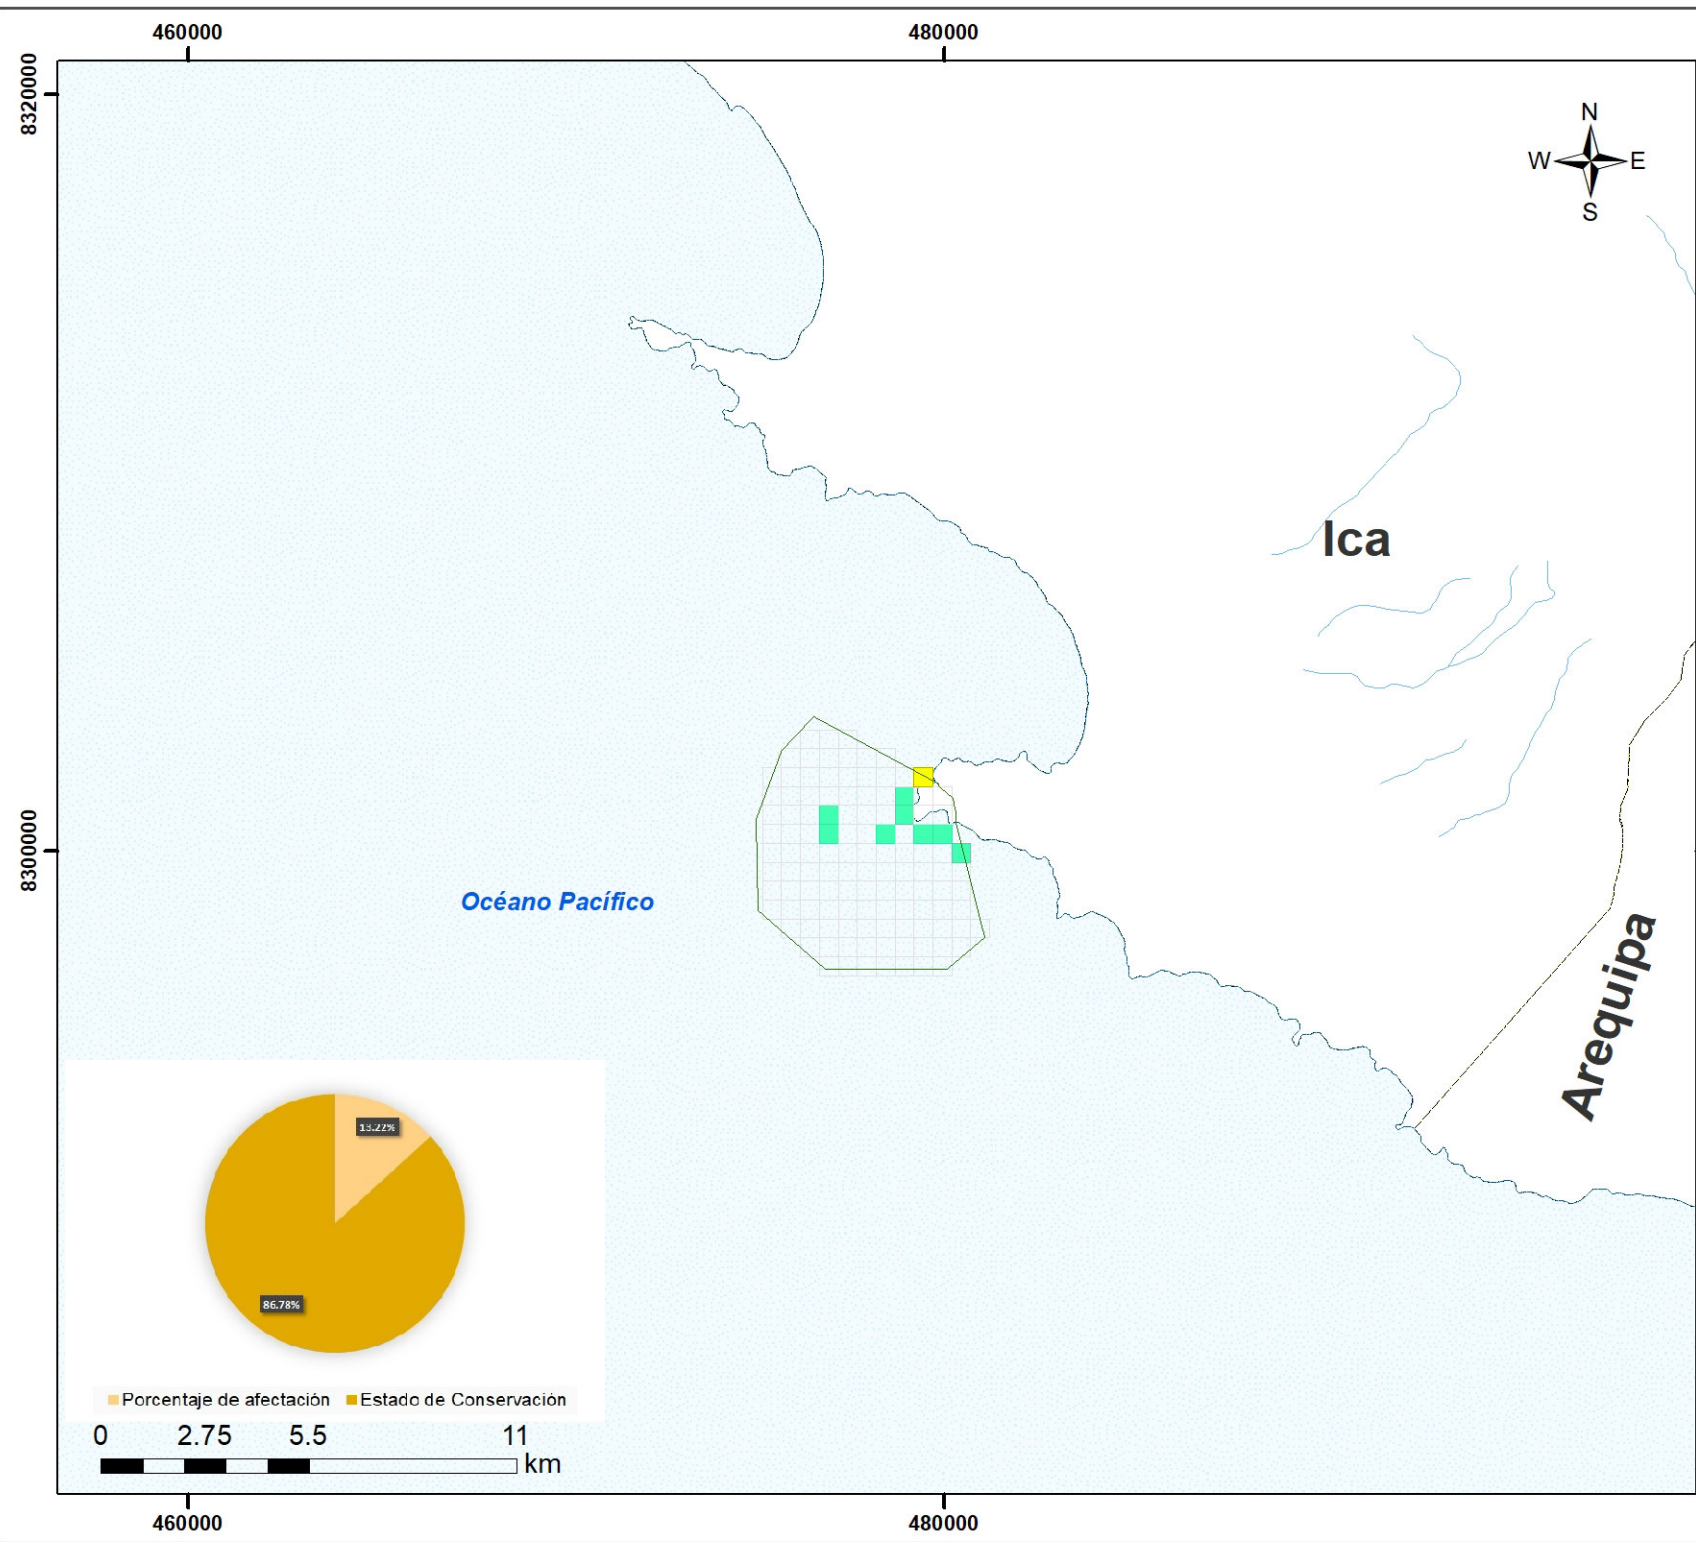 460000 480000
8320000
N
W E
S
Ica
8300000
Océano Pacífico
Arequipa
13.22%
86.78%
Porcentaje de afectación Estado de Conservación
0 2.75 5.5 11
km
460000 480000